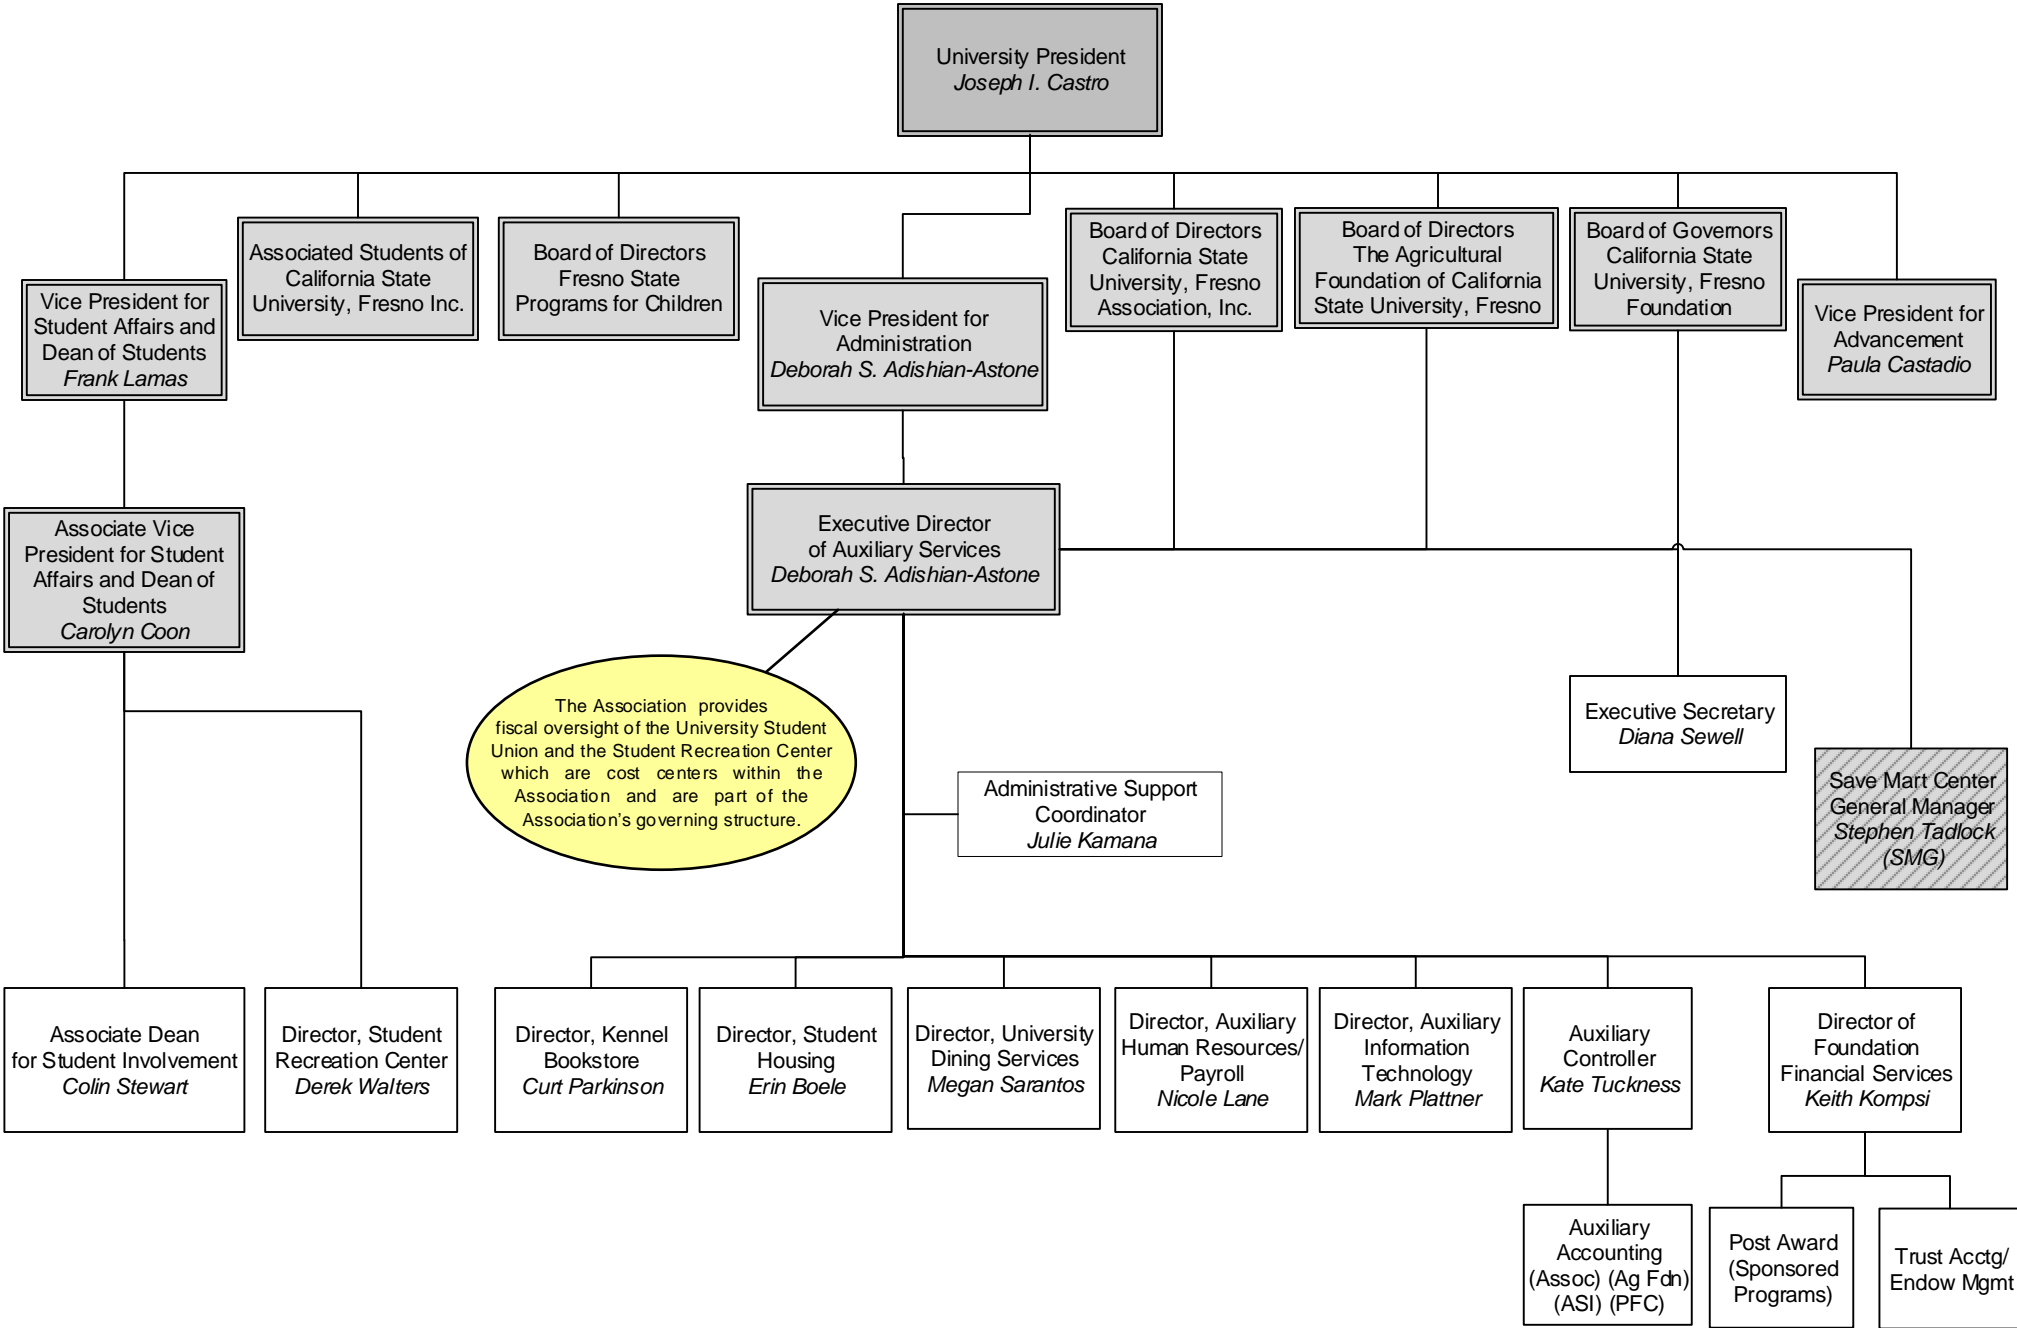 University President
Joseph I. Castro
Associated Students of
California State
University, Fresno Inc.
Board of Directors
Fresno State
Programs for Children
Board of Directors
California State
University, Fresno
Association, Inc.
Board of Directors
The Agricultural
Foundation of California
State University, Fresno
Board of Governors
California State
University, Fresno
Foundation
Vice President for
Student Affairs and
Dean of Students
Frank Lamas
Vice President for
Administration
Deborah S. Adishian-Astone
Vice President for
Advancement
Paula Castadio
Associate Vice
President for Student
Affairs and Dean of
Students
Carolyn Coon
Executive Director
of Auxiliary Services
Deborah S. Adishian-Astone
The Association provides
fiscal oversight of the University Student
Union and the Student Recreation Center
which are cost centers within the
Association and are part of the
Association's governing structure.
Executive Secretary
Diana Sewell
Administrative Support
Coordinator
Julie Kamana
Save Mart Center
General Manager
Stephen Tadlock
(SMG)
Associate Dean
for Student Involvement
Colin Stewart
Director, Student
Recreation Center
Derek Walters
Director, Kennel
Bookstore
Curt Parkinson
Director, Student
Housing
Erin Boele
Director, University
Dining Services
Megan Sarantos
Director, Auxiliary
Human Resources/
Payroll
Nicole Lane
Director, Auxiliary
Information
Technology
Mark Plattner
Auxiliary
Controller
Kate Tuckness
Director of
Foundation
Financial Services
Keith Kompsi
Auxiliary
Accounting
(Assoc) (Ag Fdn)
(ASI) (PFC)
Post Award
(Sponsored
Programs)
Trust Acctg/
Endow Mgmt